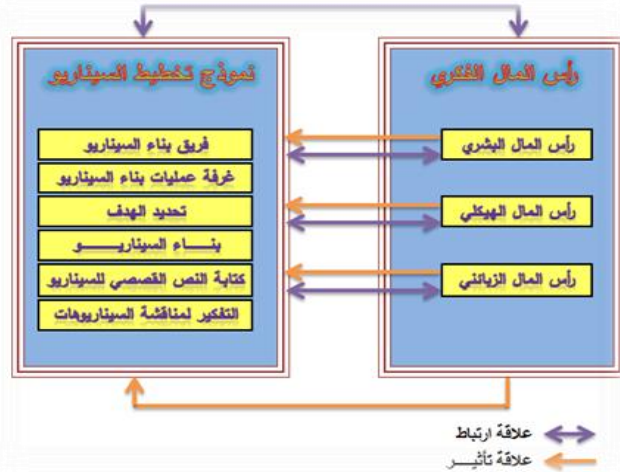 رأس المال الفكري
رأس المال البشري
رأس المال الهيكلي
رأس المال الزبائني
نموذج تخطيط السيناريو
فريق بناء السيناريو
غرفة عمليات بناء السيناريو
تحديد الهدف
بنـــاء السيناريـــــو
كتابة النص القصصي للسيناريو
التفكير لمناقشة السيناريوهات
علاقة ارتباط
علاقة تأثيـــر